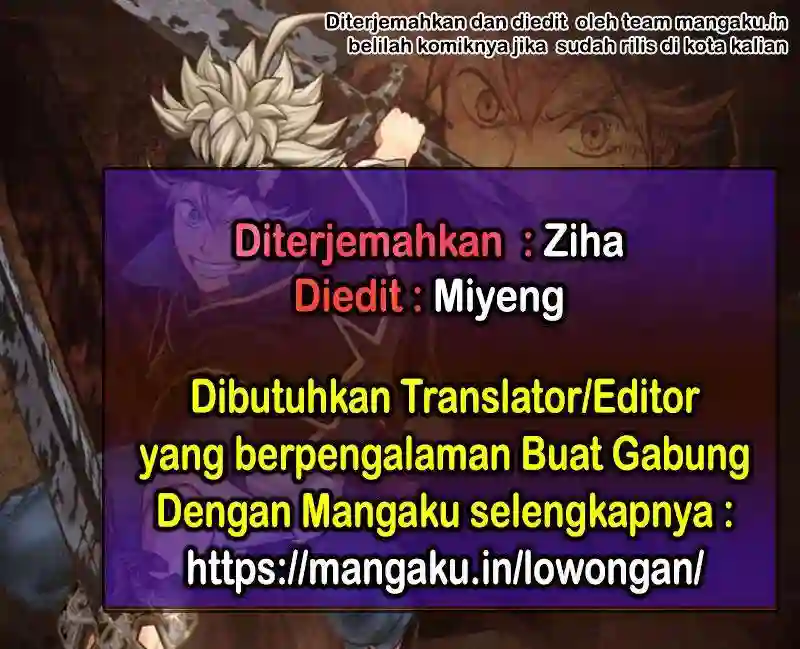 Diterjemahkan dan diedit oleh team mangaku.in
belilah komiknya jika sudah rilis di kota kalian
Diterjemahkan : Ziha
Diedit : Miyeng
Dibutuhkan Translator/Editor
yang berpengalaman Buat Gabung
Dengan Mangaku selengkapnya :
https://mangaku.in/lowongan/